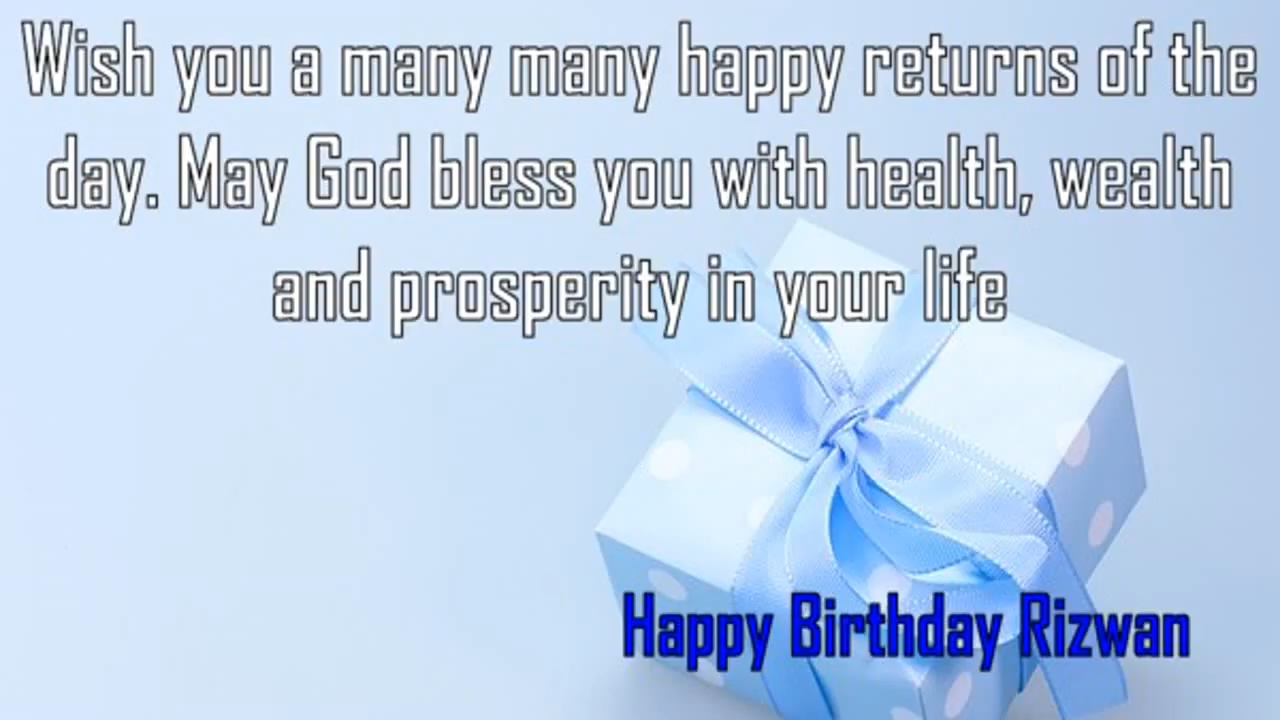 Wish you a many many happy returns of the
day. May God bless you with health, wealth
and prosperity in your life
Happy Birthday Rizwan